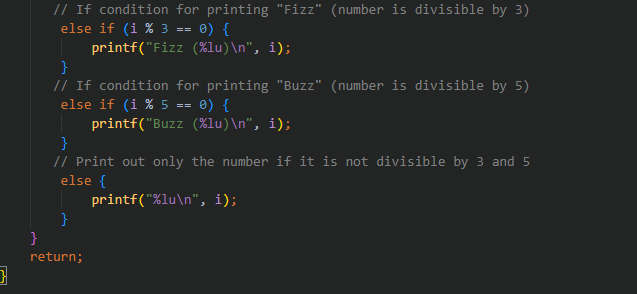 // If condition for printing "Fizz" (number is divisible by 3)
else if (i % 3 == 0) {
printf("Fizz (%lu)\n", i);
}
// If condition for printing "Buzz" (number is divisible by 5)
else if (i % 5 == 0) {
printf("Buzz (%lu)\n", i);
}
// Print out only the number if it is not divisible by 3 and 5
else {
printf("%lu\n", i);
}
}
return;
}